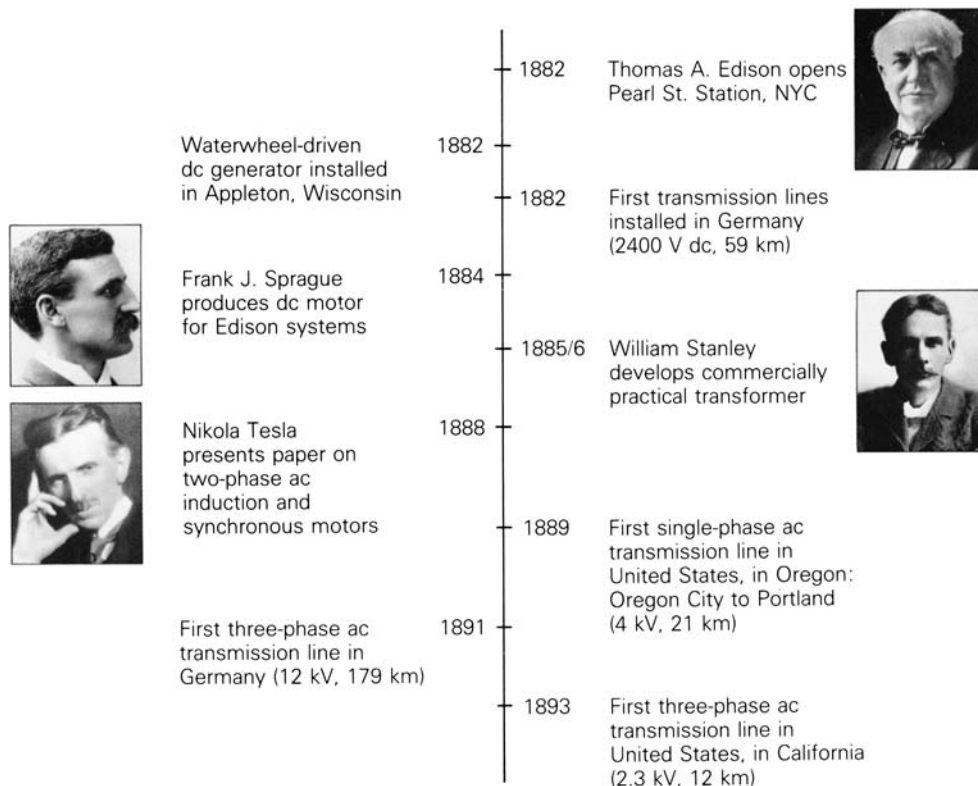 1882
Thomas A. Edison opens
Pearl St. Station, NYC
Waterwheel-driven
dc generator installed
in Appleton, Wisconsin
1882
1882
First transmission lines
installed in Germany
(2400 V dc, 59 km)
Frank J. Sprague
produces dc motor
for Edison systems
1884
1885/6
William Stanley
develops commercially
practical transformer
Nikola Tesla
presents paper on
two-phase ac
induction and
synchronous motors
1888
1889
First single-phase ac
transmission line in
United States, in Oregon:
Oregon City to Portland
(4 kV, 21 km)
First three-phase ac
transmission line in
Germany (12 kV, 179 km)
1891
1893
First three-phase ac
transmission line in
United States, in California
(2.3 kV, 12 km)